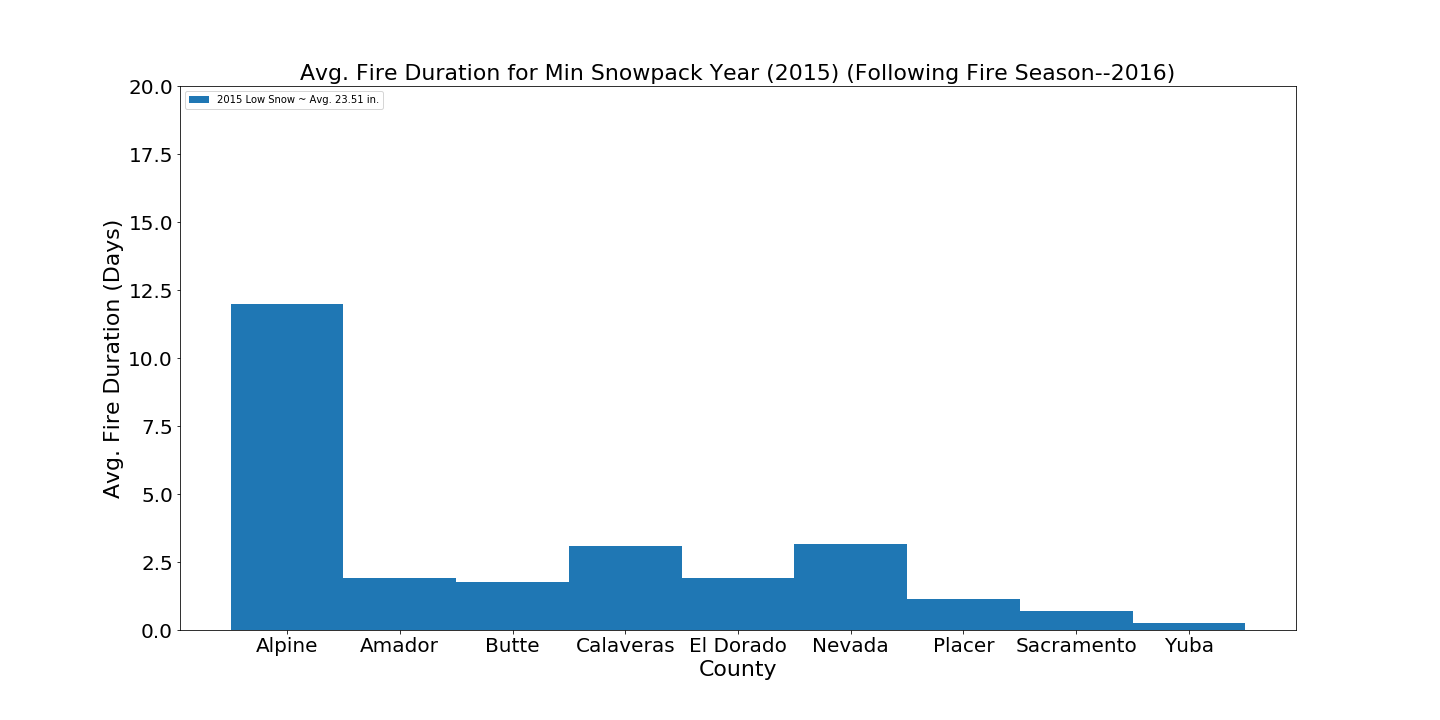 Avg. Fire Duration for Min Snowpack Year (2015) (Following Fire Season--2016)
2015 Low Snow ~ Avg. 23.51 in.
Avg. Fire Duration (Days)
20.0
17.5
15.0
12.5
10.0
7.5
5.0
2.5
0.0
Alpine Amador Butte Calaveras El Dorado Nevada Placer Sacramento Yuba
County